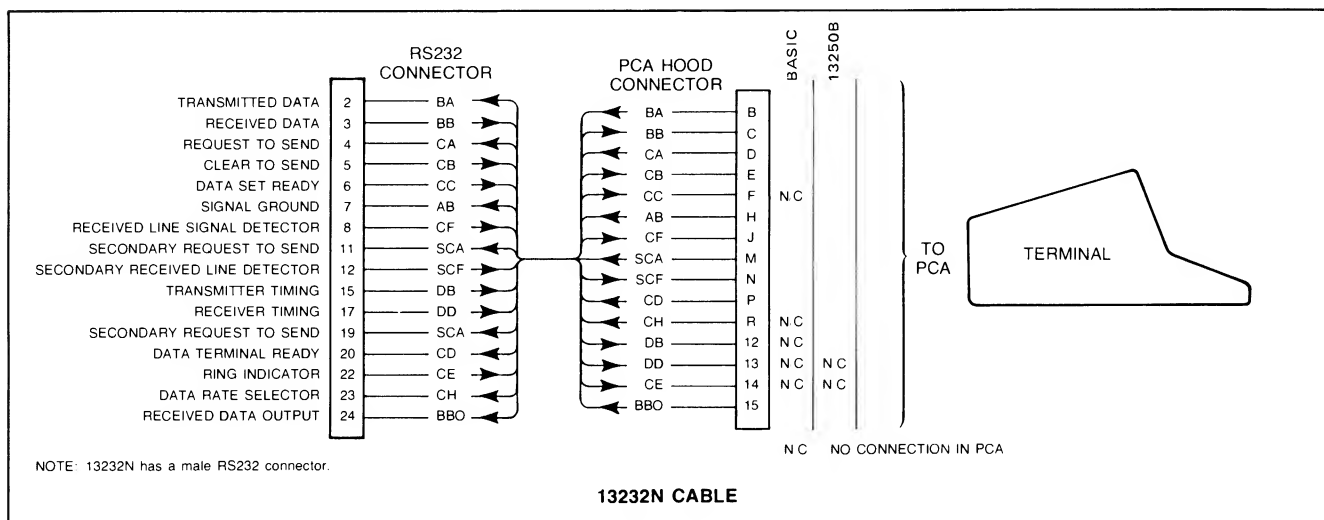 RS232
CONNECTOR
TRANSMITTED DATA 2 BA
RECEIVED DATA 3 BB
REQUEST TO SEND 4 CA
CLEAR TO SEND 5 CB
DATA SET READY 6 CC
SIGNAL GROUND 7 AB
RECEIVED LINE SIGNAL DETECTOR 8 CF
SECONDARY REQUEST TO SEND 11 SCA
SECONDARY RECEIVED LINE DETECTOR 12 SCF
TRANSMITTER TIMING 15 DB
RECEIVER TIMING 17 DD
SECONDARY REQUEST TO SEND 19 SCA
DATA TERMINAL READY 20 CD
RING INDICATOR 22 CE
DATA RATE SELECTOR 23 CH
RECEIVED DATA OUTPUT 24 BBO
PCA HOOD
CONNECTOR
BASIC
13250B
BA B
BB C
CA D
CB E
CC F NC
AB H
CF J
SCA M
SCF N
CD P
CH R NC
DB 12 NC
DD 13 NC NC
CE 14 NC NC
BBO 15
TO
PCA
TERMINAL
NC NO CONNECTION IN PCA
NOTE: 13232N has a male RS232 connector.
13232N CABLE